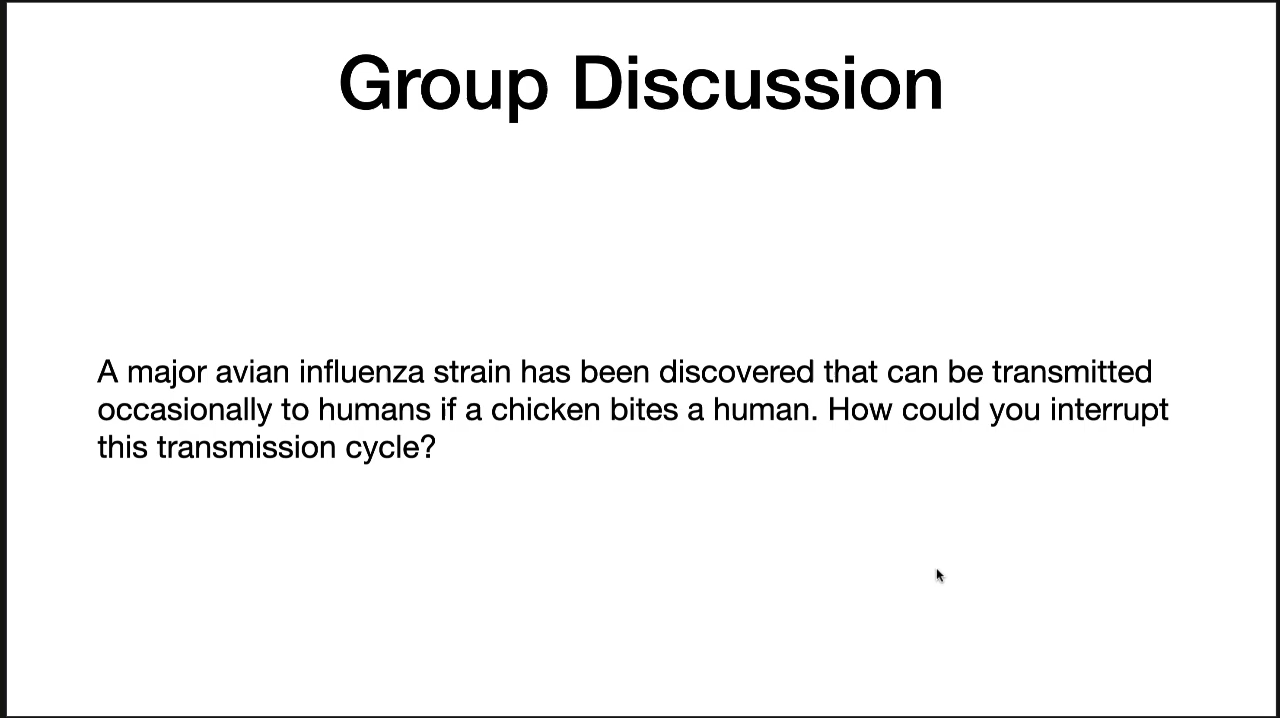 Group Discussion
A major avian influenza strain has been discovered that can be transmitted
occasionally to humans if a chicken bites a human. How could you interrupt
this transmission cycle?